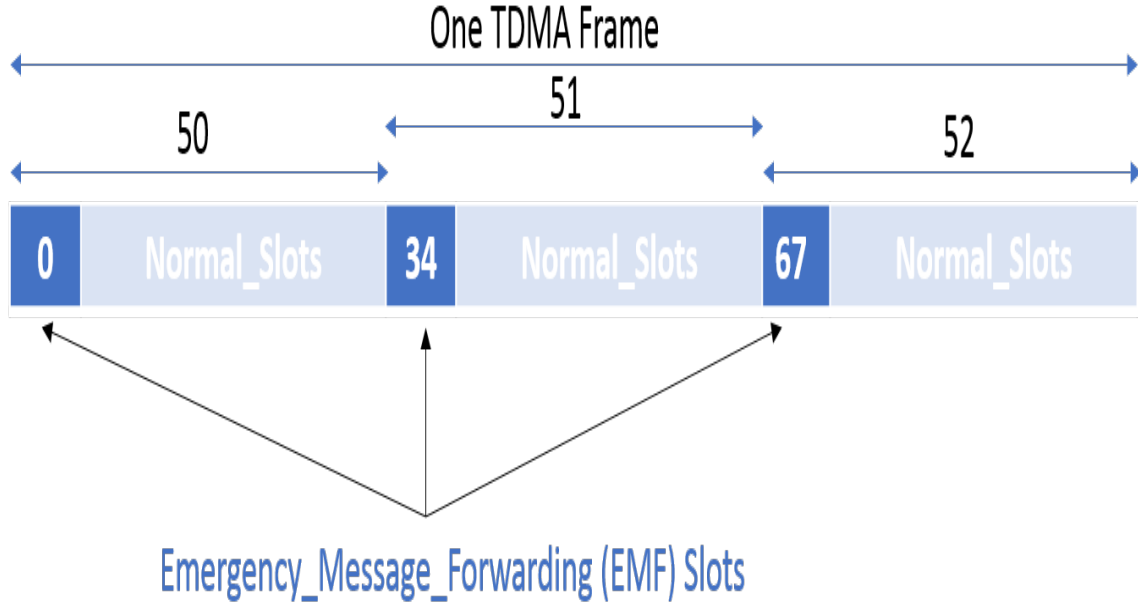 One TDMA Frame
51
50
52
0 Normal_Slots 34 Normal_Slots 67 Normal_Slots
Emergency_Message_Forwarding (EMF) Slots